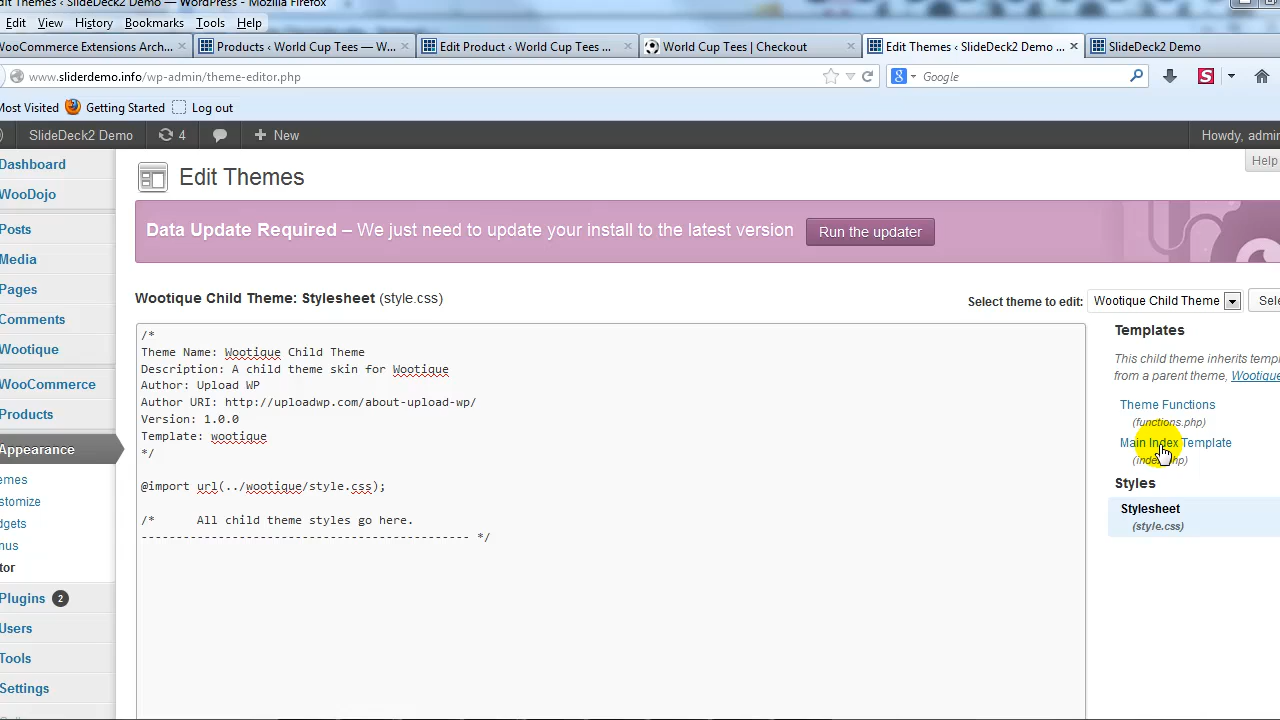 Edit Themes ‹ SlideDeck2 Demo — WordPress - Mozilla Firefox
Edit View History Bookmarks Tools Help
WooCommerce Extensions Arch... × Products ‹ World Cup Tees — W... × Edit Product ‹ World Cup Tees ... × World Cup Tees | Checkout × Edit Themes ‹ SlideDeck2 Demo ... × SlideDeck2 Demo
www.sliderdemo.info/wp-admin/theme-editor.php Google
Most Visited Getting Started Log out
SlideDeck2 Demo 4 New Howdy, admin
Help
Dashboard
WooDojo
Posts
Media
Pages
Comments
Wootique
WooCommerce
Products
Appearance
emes
stomize
dgets
nus
tor
Plugins 2
Users
Tools
Settings
Edit Themes
Data Update Required – We just need to update your install to the latest version Run the updater
Wootique Child Theme: Stylesheet (style.css)
Select theme to edit: Wootique Child Theme Sele
/*
Theme Name: Wootique Child Theme
Description: A child theme skin for Wootique
Author: Upload WP
Author URI: http://uploadwp.com/about-upload-wp/
Version: 1.0.0
Template: wootique
*/
@import url(../wootique/style.css);
/* All child theme styles go here.
----------------------------------------------- */
Templates
This child theme inherits templ
from a parent theme, Wootique
Theme Functions
(functions.php)
Main Index Template
(index.php)
Styles
Stylesheet
(style.css)